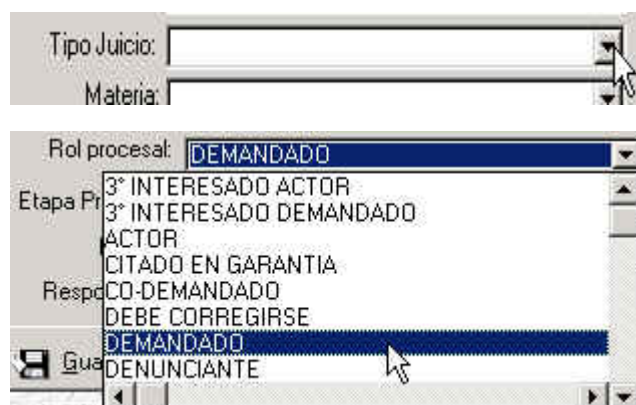 Tipo Juicio:
Materia:
Rol procesal: DEMANDADO
3° INTERESADO ACTOR
Etapa Pr 3° INTERESADO DEMANDADO
ACTOR
CITADO EN GARANTIA
Respo CO-DEMANDADO
DEBE CORREGIRSE
DEMANDADO
Gua DENUNCIANTE